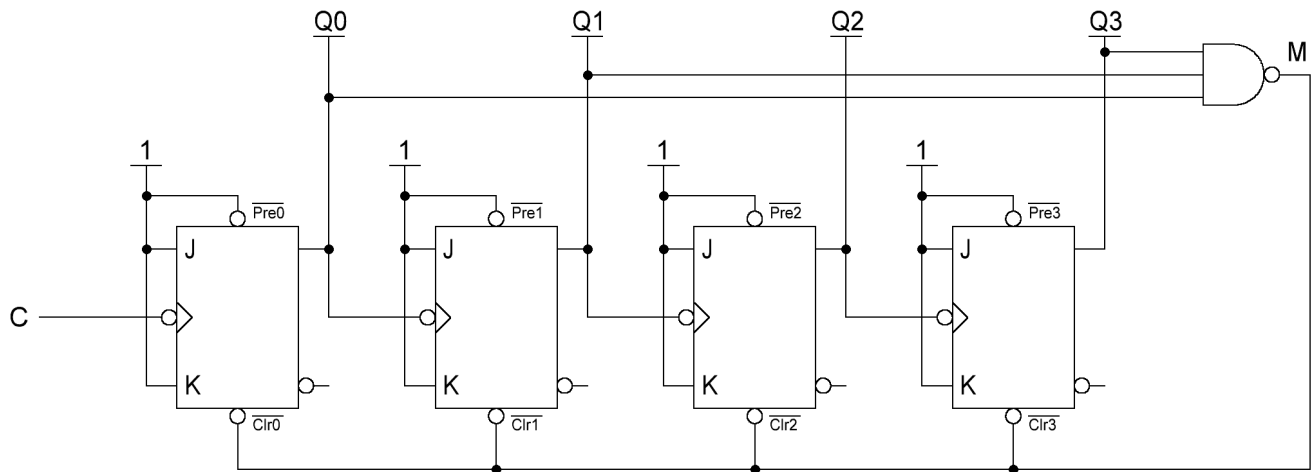 Q0 Q1 Q2 Q3
M
1 1 1 1
Pre0 Pre1 Pre2 Pre3
J J J J
C
K K K K
Clr0 Clr1 Clr2 Clr3